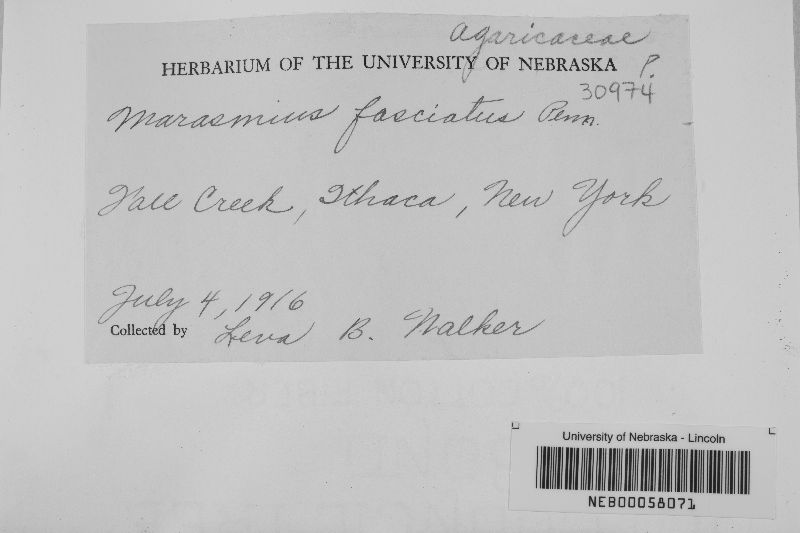 Agaricaceae
HERBARIUM OF THE UNIVERSITY OF NEBRASKA P.
30974
Marasmius fasciatus Penn.
Fall Creek, Ithaca, New York
July 4, 1916
Collected by Leva B. Walker
University of Nebraska - Lincoln
NEB00058071